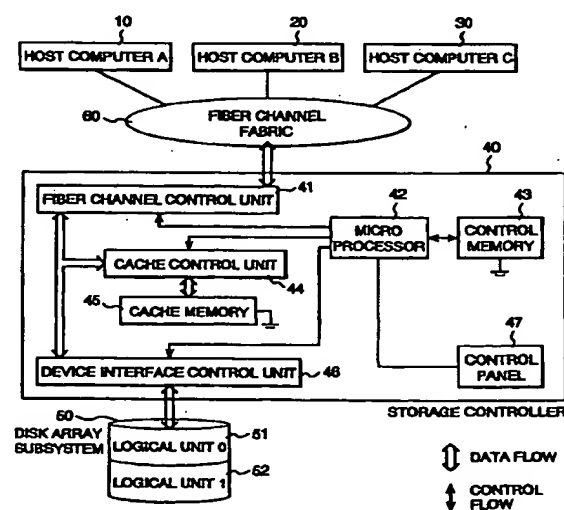 10
20
30
HOST COMPUTER A
HOST COMPUTER B
HOST COMPUTER C
60
FIBER CHANNEL
FABRIC
40
41
FIBER CHANNEL CONTROL UNIT
42
MICRO
PROCESSOR
43
CONTROL
MEMORY
CACHE CONTROL UNIT
44
45
CACHE MEMORY
47
CONTROL
PANEL
DEVICE INTERFACE CONTROL UNIT
46
STORAGE CONTROLLER
50
DISK ARRAY
SUBSYSTEM
LOGICAL UNIT 0
51
LOGICAL UNIT 1
52
DATA FLOW
CONTROL
FLOW